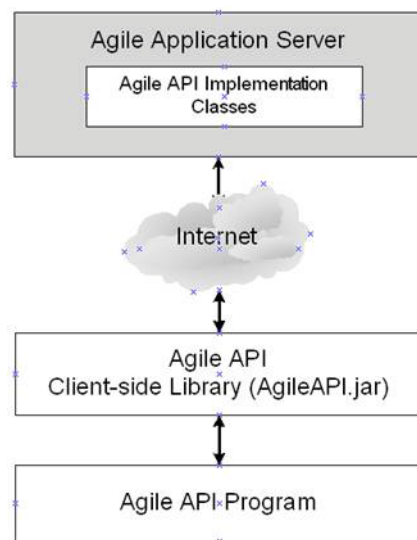 Agile Application Server
Agile API Implementation
Classes
Internet
Agile API
Client-side Library (AgileAPI.jar)
Agile API Program